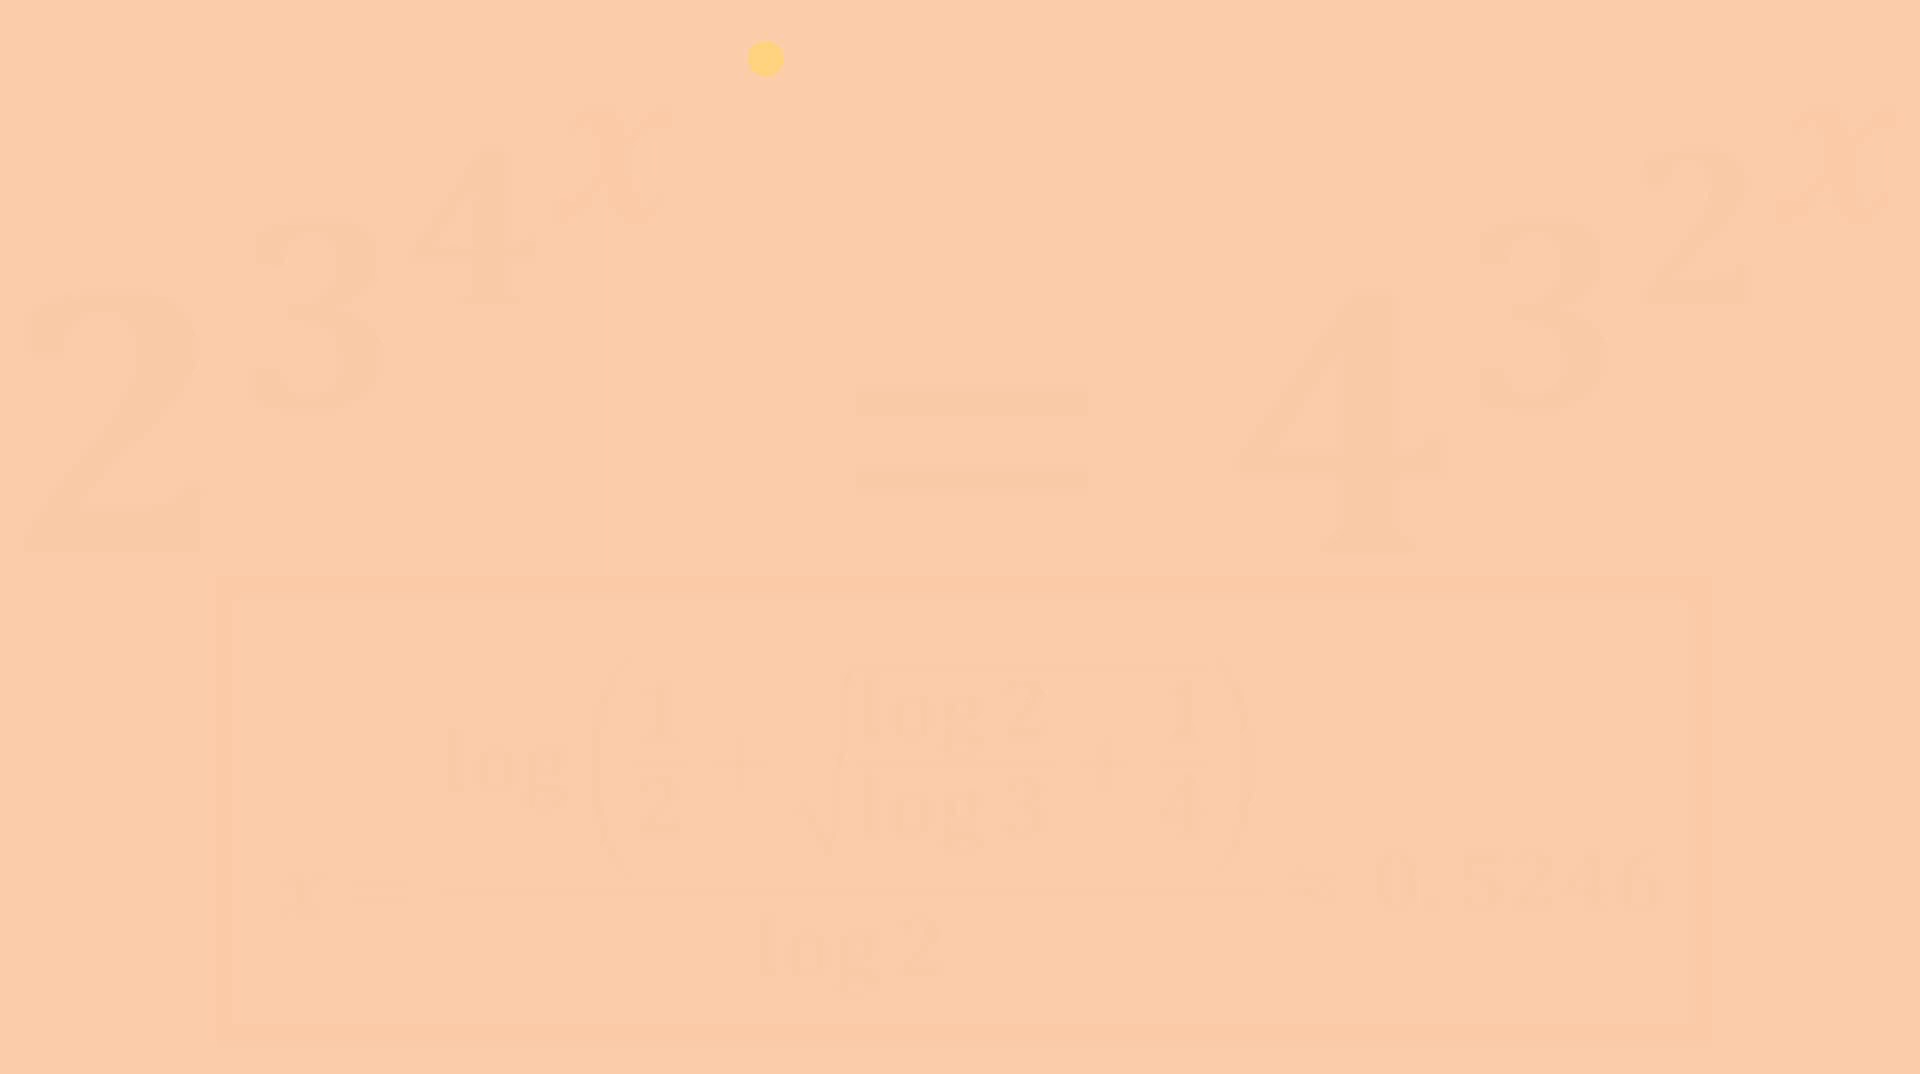 2^{3^{4^{x}}} = 4^{3^{2^{x}}}
x = \frac{\log\left(\frac{1}{2} + \sqrt{\frac{\log 2}{\log 3} + \frac{1}{4}}\right)}{\log 2} ≈ 0.5246